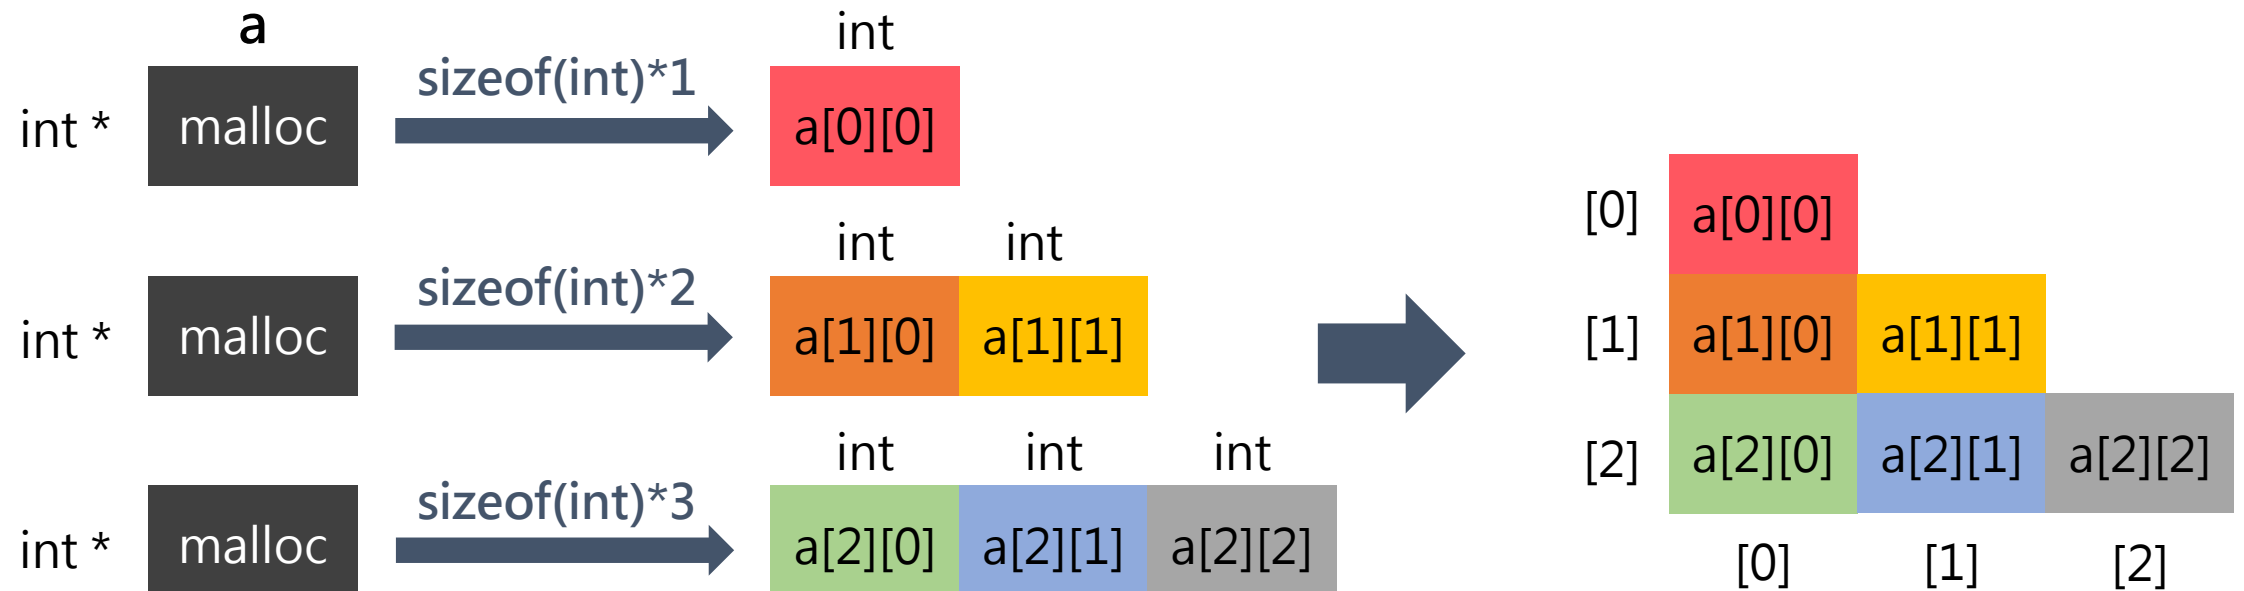 a
int
int * malloc sizeof(int)*1 a[0][0]
int int
int * malloc sizeof(int)*2 a[1][0] a[1][1]
int int int
int * malloc sizeof(int)*3 a[2][0] a[2][1] a[2][2]
[0] a[0][0]
[1] a[1][0] a[1][1]
[2] a[2][0] a[2][1] a[2][2]
[0] [1] [2]